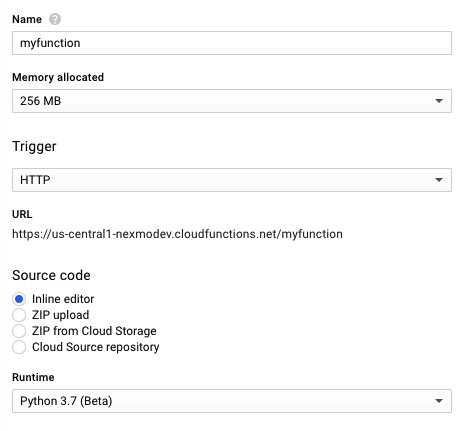 Name ?
myfunction
Memory allocated
256 MB
Trigger
HTTP
URL
https://us-central1-nexmodev.cloudfunctions.net/myfunction
Source code
Inline editor
ZIP upload
ZIP from Cloud Storage
Cloud Source repository
Runtime
Python 3.7 (Beta)